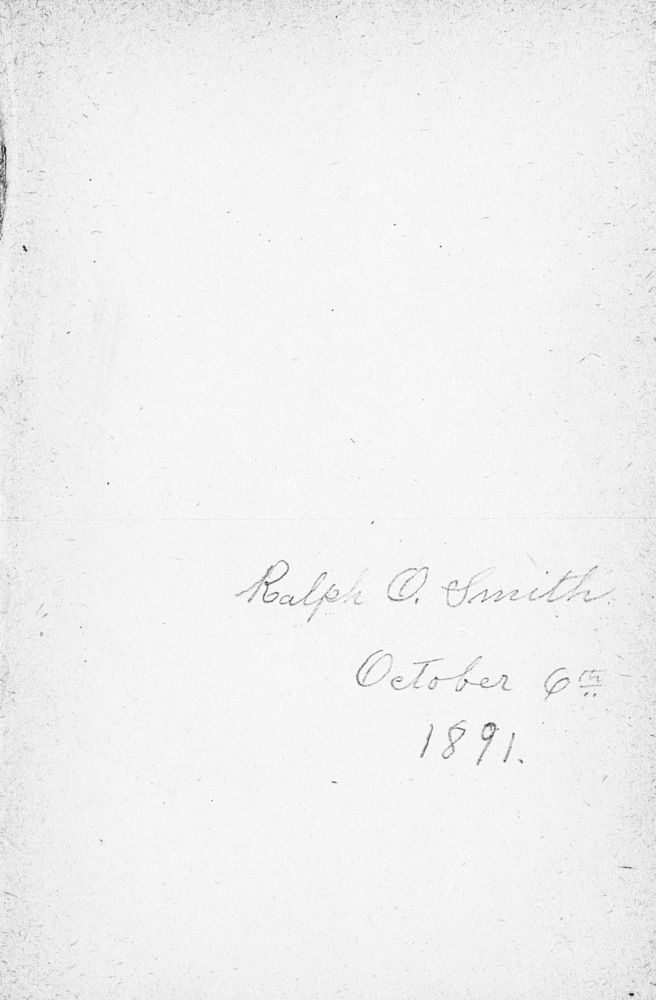 Ralph O. Smith
October 6th
1891.